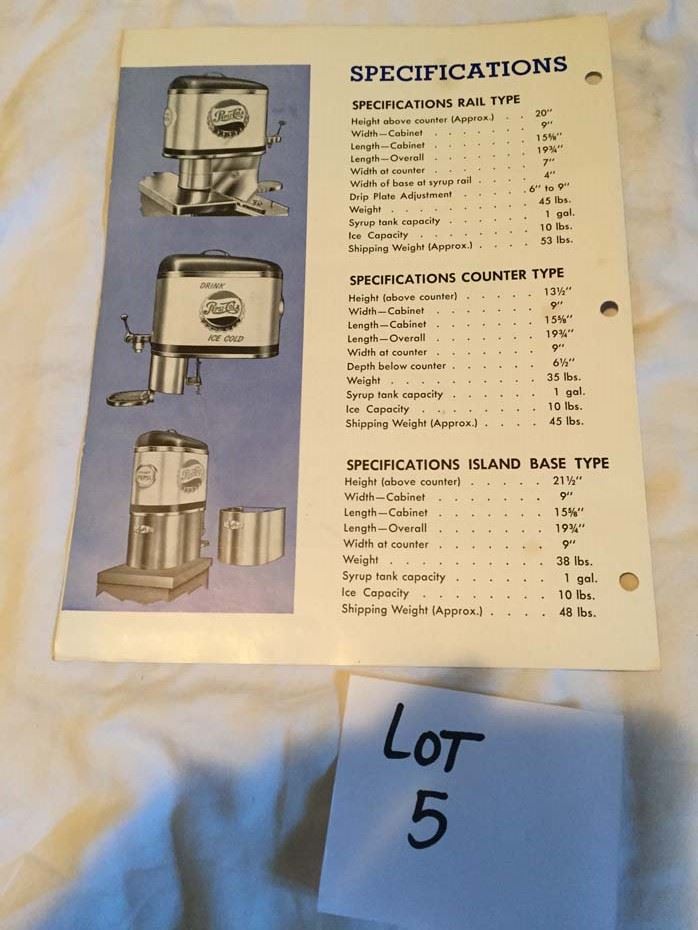 SPECIFICATIONS
SPECIFICATIONS RAIL TYPE
Height above counter (Approx.) . . 20"
Width—Cabinet . . . . . . . 9"
Length—Cabinet . . . . . . . 15⅝"
Length—Overall . . . . . . . 19¾"
Width at counter . . . . . . . 7"
Width of base at syrup rail . . . . 4"
Drip Plate Adjustment . . . . . 6" to 9"
Weight . . . . . . . . . 45 lbs.
Syrup tank capacity . . . . . . 1 gal.
Ice Capacity . . . . . . . . 10 lbs.
Shipping Weight (Approx.) . . . . 53 lbs.
SPECIFICATIONS COUNTER TYPE
Height (above counter) . . . . . 13½"
Width—Cabinet . . . . . . . 9"
Length—Cabinet . . . . . . . 15⅝"
Length—Overall . . . . . . . 19¾"
Width at counter . . . . . . . 9"
Depth below counter . . . . . . 6½"
Weight . . . . . . . . . 35 lbs.
Syrup tank capacity . . . . . . 1 gal.
Ice Capacity . . . . . . . . 10 lbs.
Shipping Weight (Approx.) . . . . 45 lbs.
SPECIFICATIONS ISLAND BASE TYPE
Height (above counter) . . . . . 21½"
Width—Cabinet . . . . . . . 9"
Length—Cabinet . . . . . . . 15⅝"
Length—Overall . . . . . . . 19¾"
Width at counter . . . . . . . 9"
Weight . . . . . . . . . 38 lbs.
Syrup tank capacity . . . . . . 1 gal.
Ice Capacity . . . . . . . . 10 lbs.
Shipping Weight (Approx.) . . . . 48 lbs.
Pepsi-Cola
DRINK
Pepsi-Cola
ICE COLD
Pepsi-Cola
LOT
5